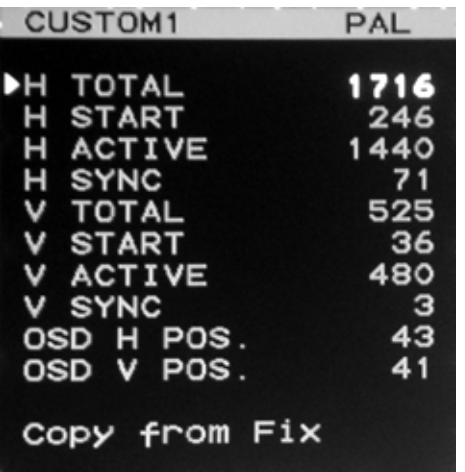 CUSTOM1 PAL
H TOTAL 1716
H START 246
H ACTIVE 1440
H SYNC 71
V TOTAL 525
V START 36
V ACTIVE 480
V SYNC 3
OSD H POS. 43
OSD V POS. 41
Copy from Fix